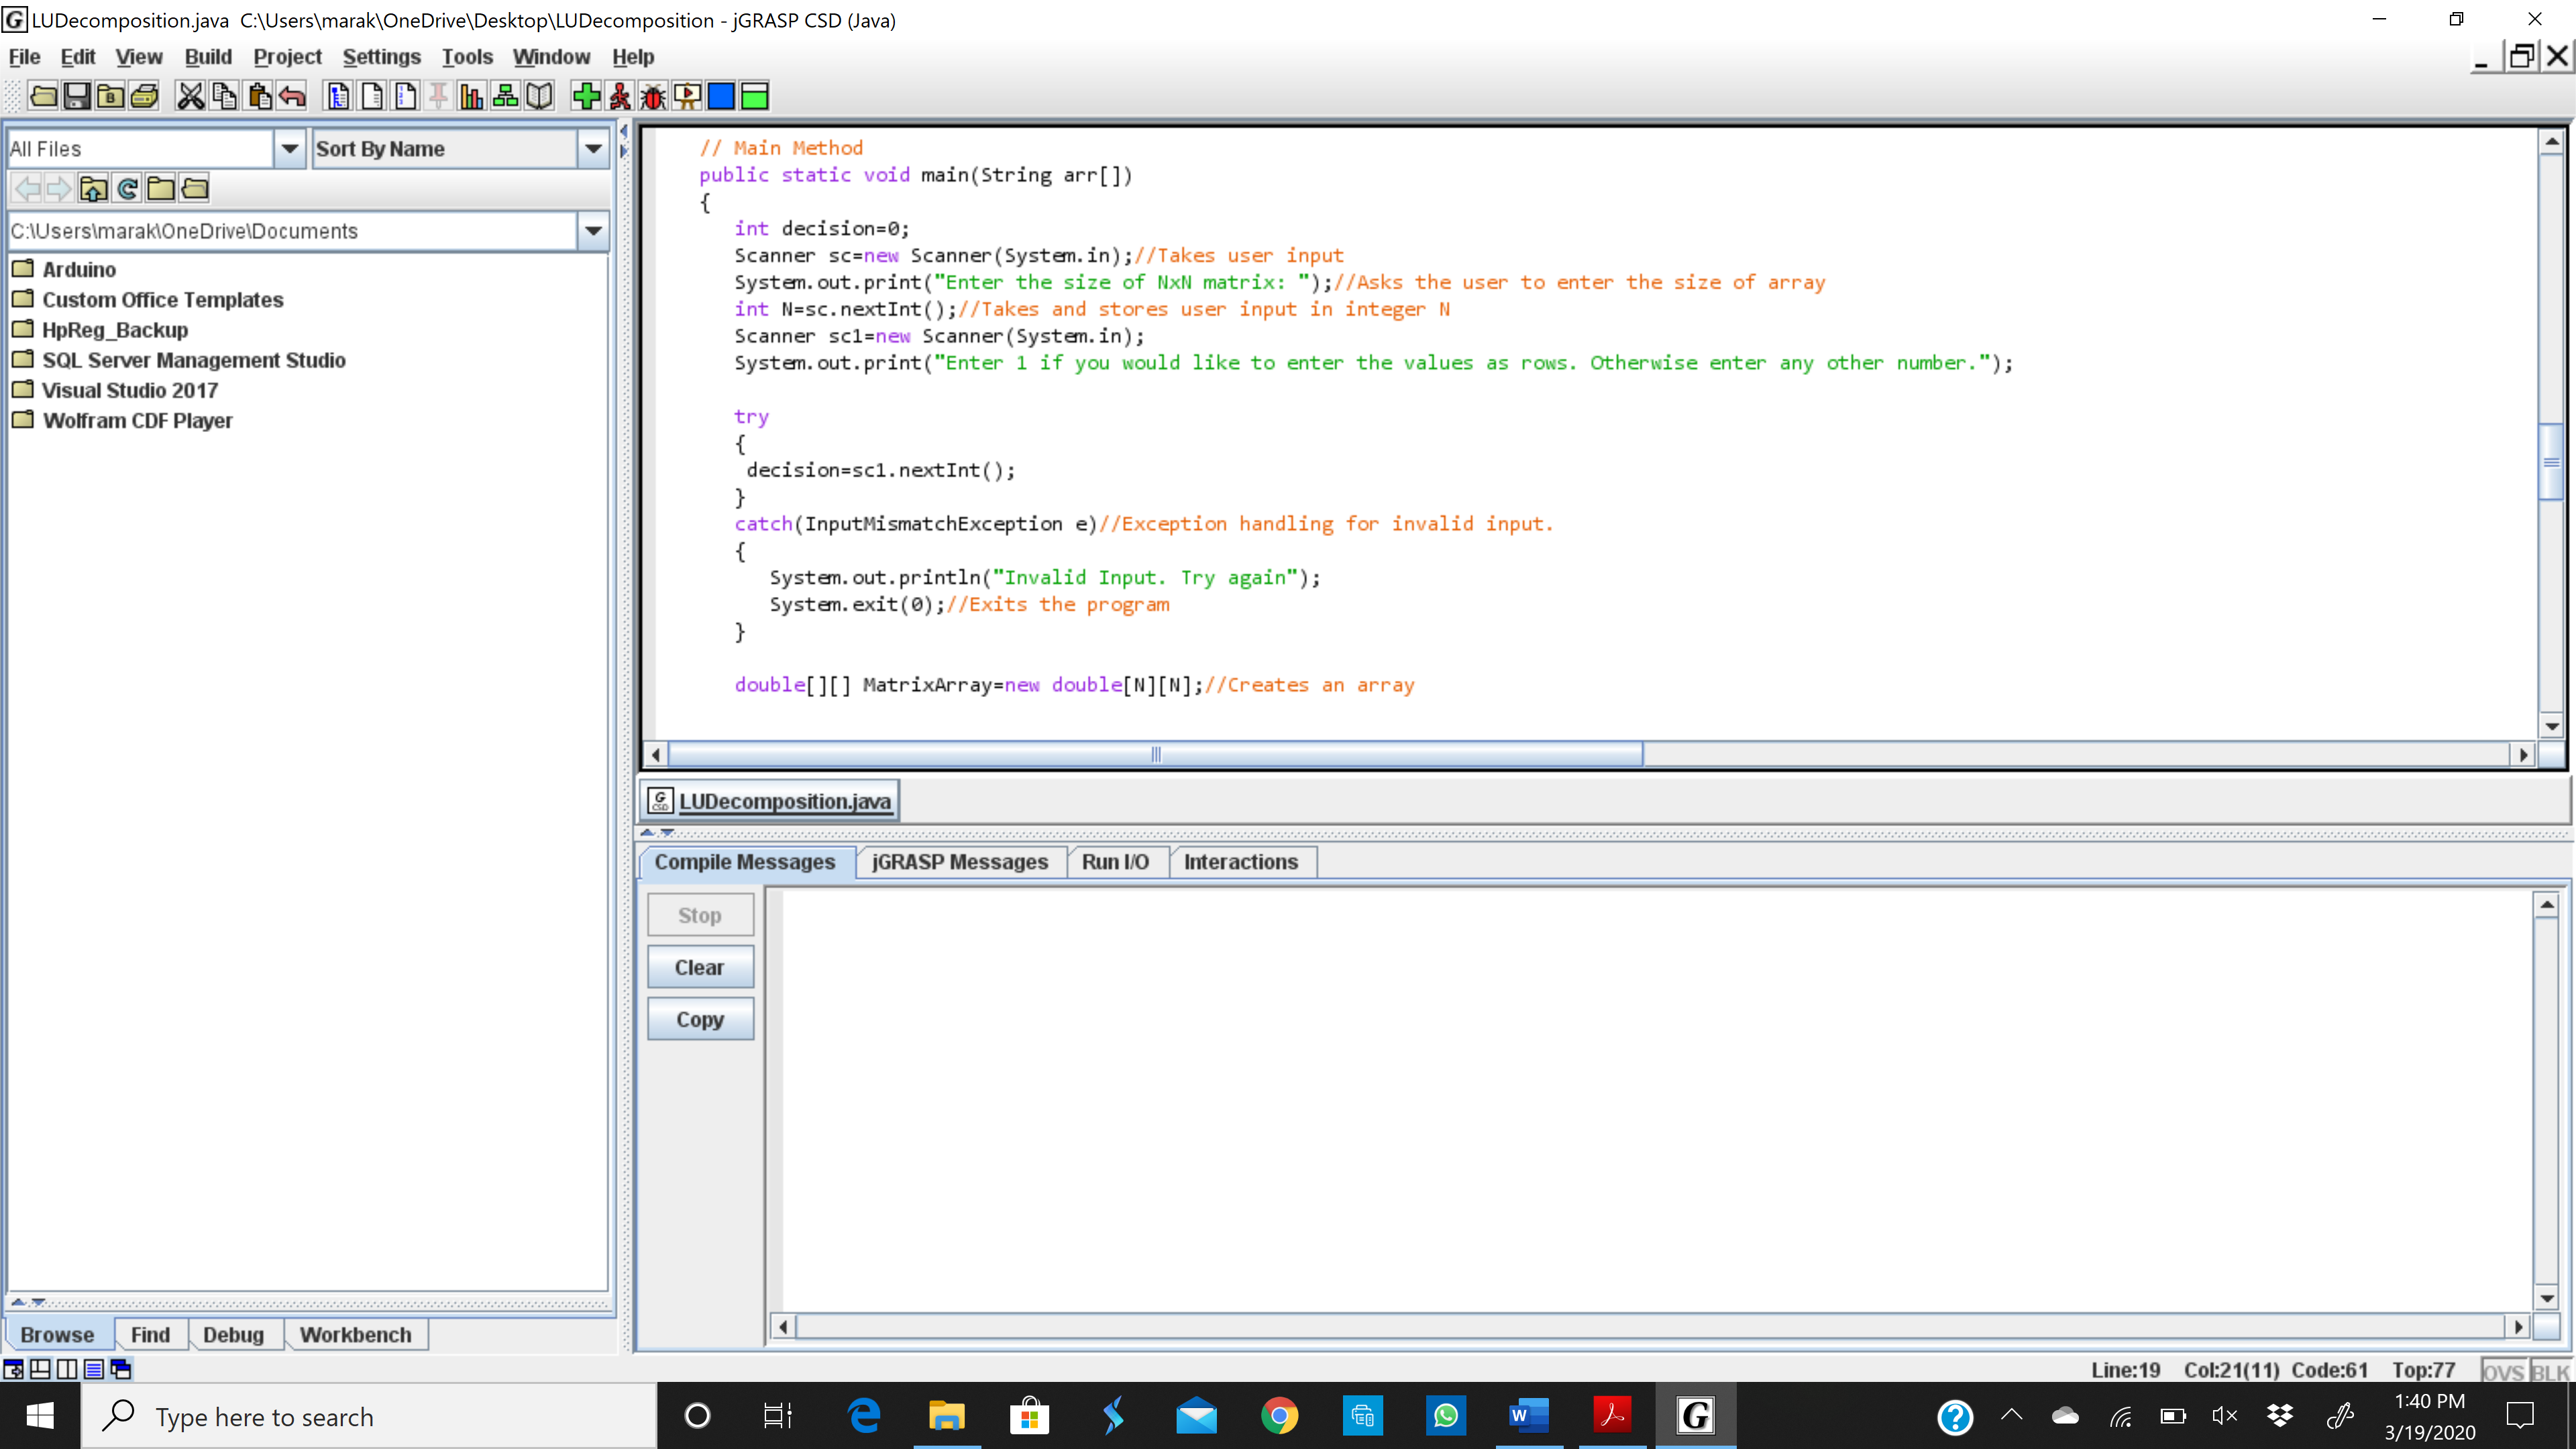 LUDecomposition.java  C:\Users\marak\OneDrive\Desktop\LUDecomposition - jGRASP CSD (Java)
File Edit View Build Project Settings Tools Window Help
All Files
Sort By Name
C:\Users\marak\OneDrive\Documents
Arduino
Custom Office Templates
HpReg_Backup
SQL Server Management Studio
Visual Studio 2017
Wolfram CDF Player
// Main Method
public static void main(String arr[])
{
int decision=0;
Scanner sc=new Scanner(System.in);//Takes user input
System.out.print("Enter the size of NxN matrix: ");//Asks the user to enter the size of array
int N=sc.nextInt();//Takes and stores user input in integer N
Scanner sc1=new Scanner(System.in);
System.out.print("Enter 1 if you would like to enter the values as rows. Otherwise enter any other number.");
try
{
decision=sc1.nextInt();
}
catch(InputMismatchException e)//Exception handling for invalid input.
{
System.out.println("Invalid Input. Try again");
System.exit(0);//Exits the program
}
double[][] MatrixArray=new double[N][N];//Creates an array
LUDecomposition.java
Compile Messages jGRASP Messages Run I/O Interactions
Stop
Clear
Copy
Browse Find Debug Workbench
Line:19 Col:21(11) Code:61 Top:77 OVS BLK
Type here to search
1:40 PM
3/19/2020